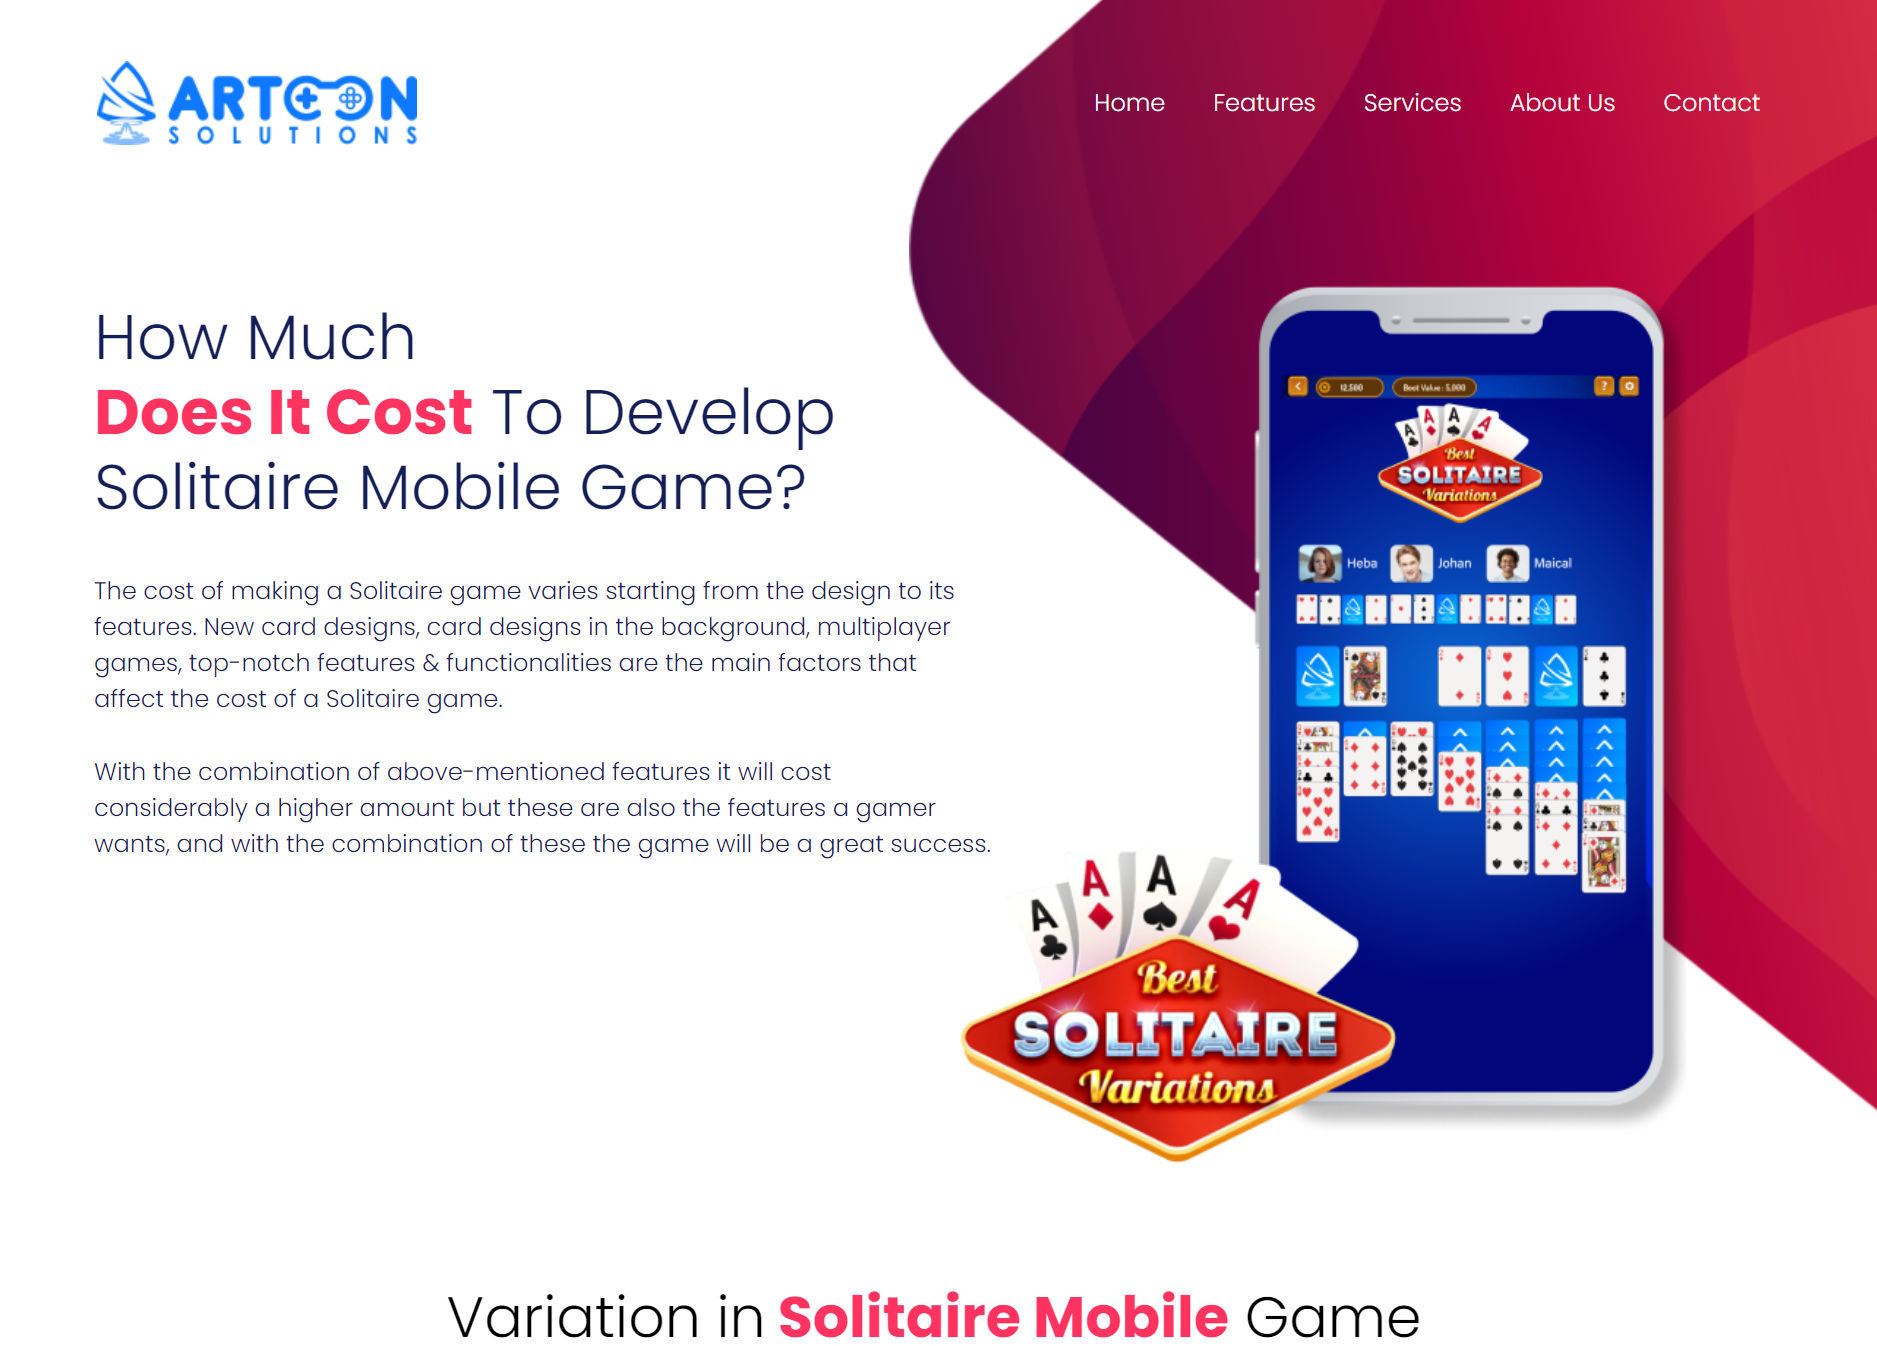 ARTOON
SOLUTIONS
Home Features Services About Us Contact
How Much
Does It Cost To Develop
Solitaire Mobile Game?
The cost of making a Solitaire game varies starting from the design to its
features. New card designs, card designs in the background, multiplayer
games, top-notch features & functionalities are the main factors that
affect the cost of a Solitaire game.
With the combination of above-mentioned features it will cost
considerably a higher amount but these are also the features a gamer
wants, and with the combination of these the game will be a great success.
12,500 Boot Value : 5,000 ?
A A A A
Best
SOLITAIRE
Variations
Heba Johan Maical
A A A A
Best
SOLITAIRE
Variations
Variation in Solitaire Mobile Game